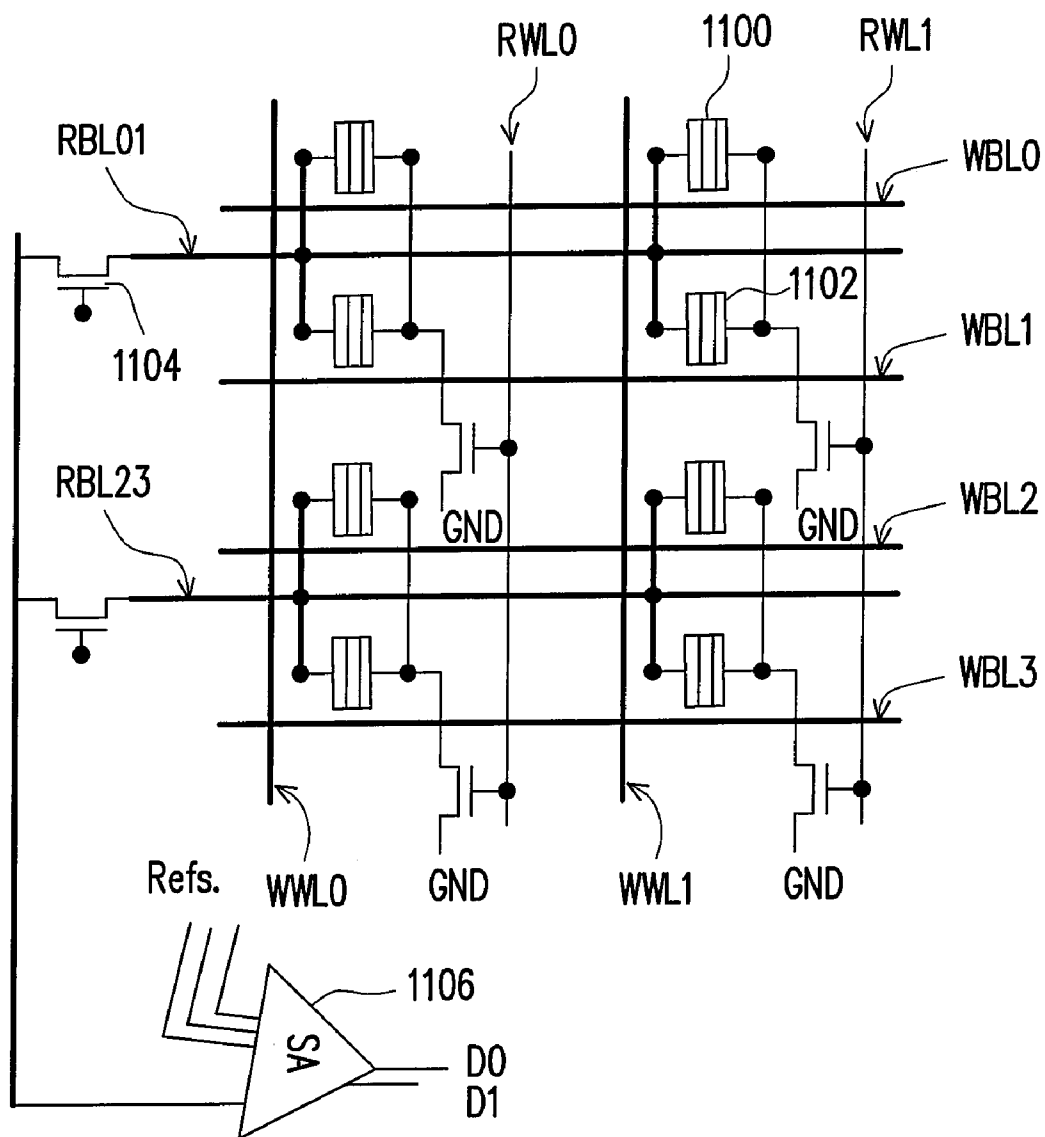 RWL0
1100
RWL1
RBL01
WBL0
1102
1104
WBL1
RBL23
GND
GND
WBL2
WBL3
Refs.
WWL0
GND
WWL1
GND
1106
SA
D0
D1